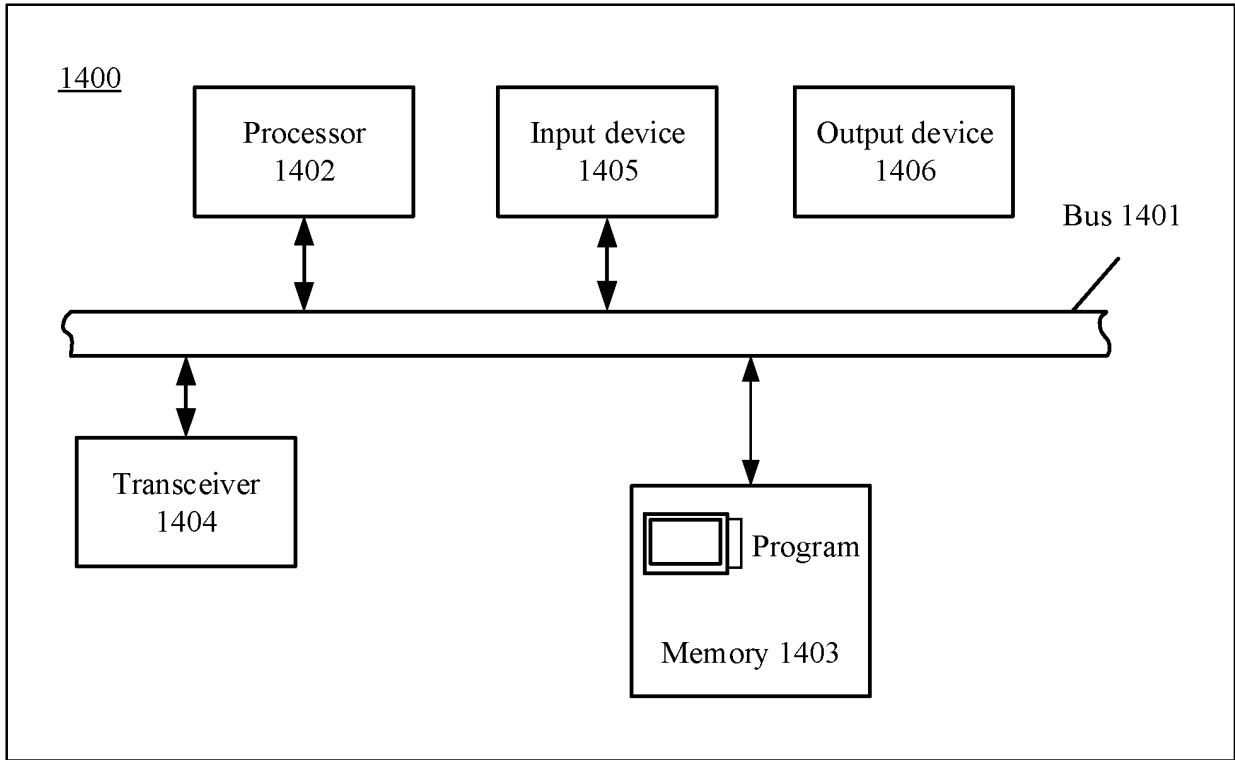 1400
Processor
1402
Input device
1405
Output device
1406
Bus 1401
Transceiver
1404
Program
Memory 1403